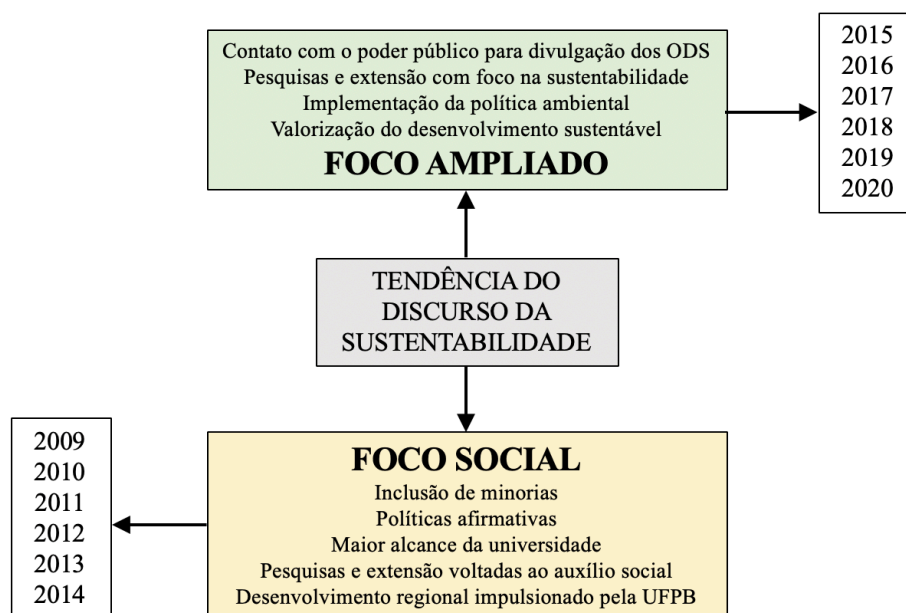 Contato com o poder público para divulgação dos ODS
Pesquisas e extensão com foco na sustentabilidade
Implementação da política ambiental
Valorização do desenvolvimento sustentável
FOCO AMPLIADO
2015
2016
2017
2018
2019
2020
TENDÊNCIA DO
DISCURSO DA
SUSTENTABILIDADE
2009
2010
2011
2012
2013
2014
FOCO SOCIAL
Inclusão de minorias
Políticas afirmativas
Maior alcance da universidade
Pesquisas e extensão voltadas ao auxílio social
Desenvolvimento regional impulsionado pela UFPB